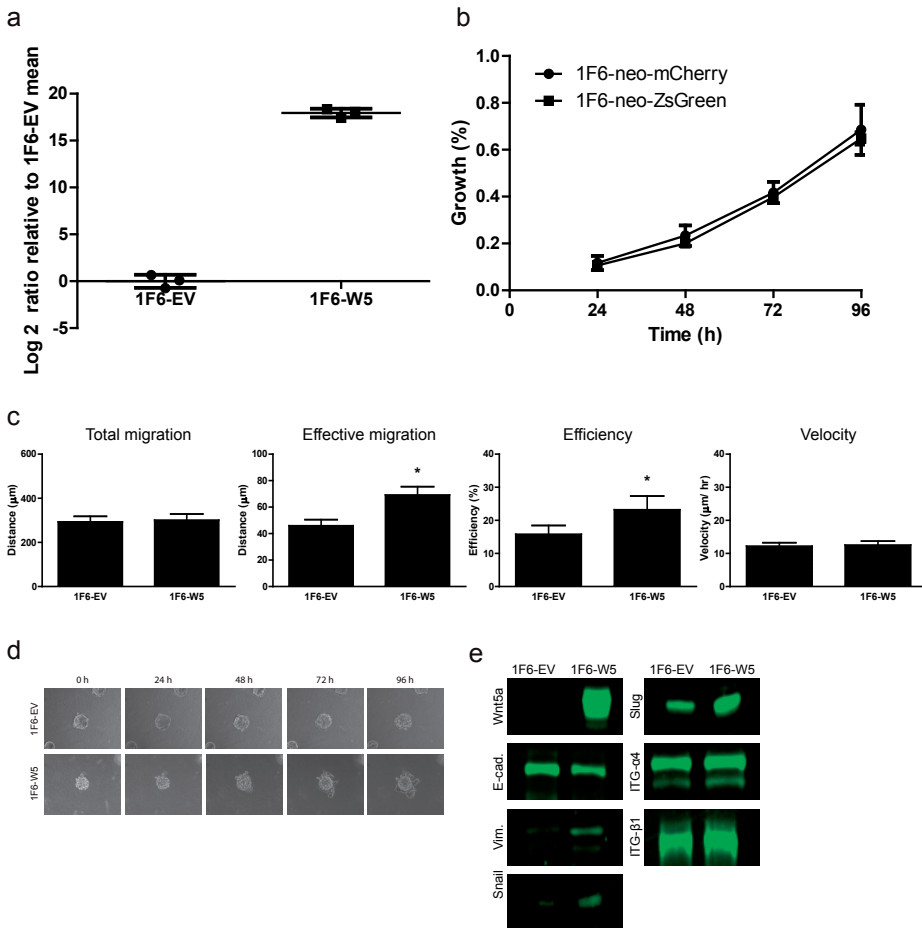 a
Log 2 ratio relative to 1F6-EV mean
20
15
10
5
0
-5
1F6-EV
1F6-W5
b
Growth (%)
1.0
0.8
0.6
0.4
0.2
0.0
1F6-neo-mCherry
1F6-neo-ZsGreen
0
24
48
72
96
Time (h)
c
Total migration
Distance (μm)
600
400
200
0
1F6-EV
1F6-W5
Effective migration
Distance (μm)
100
80
60
40
20
0
*
1F6-EV
1F6-W5
Efficiency
Efficiency (%)
40
30
20
10
0
*
1F6-EV
1F6-W5
Velocity
Velocity (μm/ hr)
40
30
20
10
0
1F6-EV
1F6-W5
d
0 h
24 h
48 h
72 h
96 h
1F6-EV
1F6-W5
e
1F6-EV
1F6-W5
Wnt5a
E-cad.
Vim.
Snail
1F6-EV
1F6-W5
Slug
ITG-α4
ITG-β1